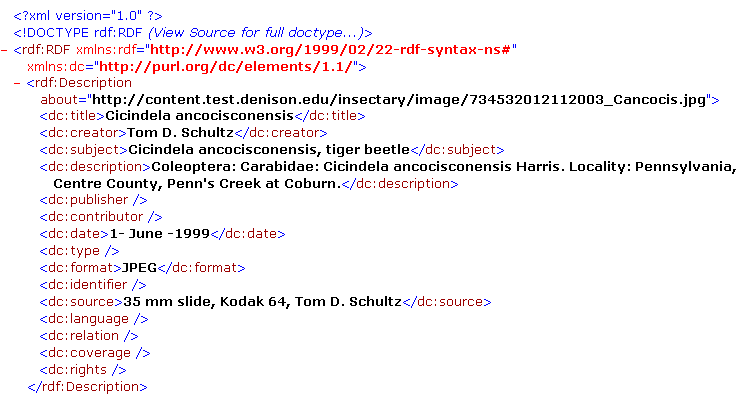 <?xml version="1.0" ?>
<!DOCTYPE rdf:RDF (View Source for full doctype...)>
- <rdf:RDF xmlns:rdf="http://www.w3.org/1999/02/22-rdf-syntax-ns#"
xmlns:dc="http://purl.org/dc/elements/1.1/">
- <rdf:Description
about="http://content.test.denison.edu/insectary/image/734532012112003_Cancocis.jpg">
<dc:title>Cicindela ancocisconensis</dc:title>
<dc:creator>Tom D. Schultz</dc:creator>
<dc:subject>Cicindela ancocisconensis, tiger beetle</dc:subject>
<dc:description>Coleoptera: Carabidae: Cicindela ancocisconensis Harris. Locality: Pennsylvania,
Centre County, Penn's Creek at Coburn.</dc:description>
<dc:publisher />
<dc:contributor />
<dc:date>1- June -1999</dc:date>
<dc:type />
<dc:format>JPEG</dc:format>
<dc:identifier />
<dc:source>35 mm slide, Kodak 64, Tom D. Schultz</dc:source>
<dc:language />
<dc:relation />
<dc:coverage />
<dc:rights />
</rdf:Description>